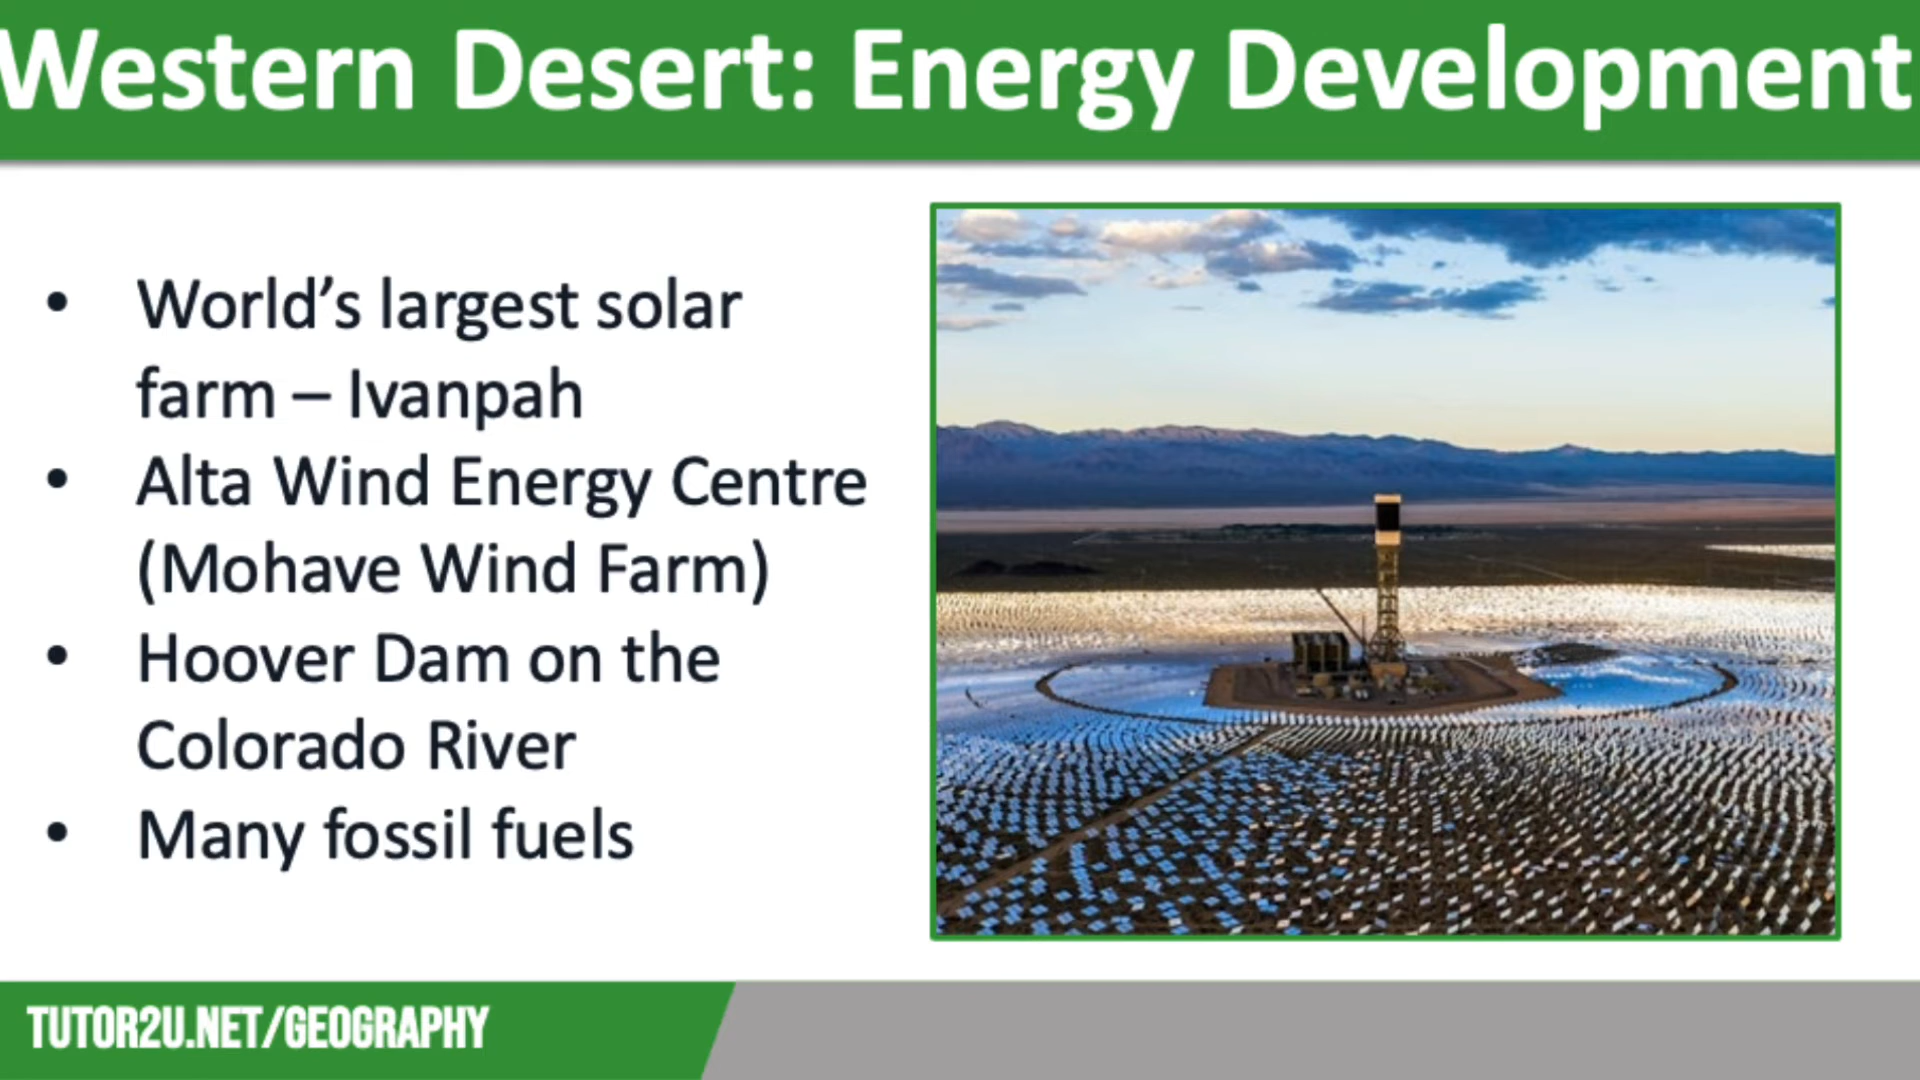 Western Desert: Energy Development
• World’s largest solar
farm – Ivanpah
• Alta Wind Energy Centre
(Mohave Wind Farm)
• Hoover Dam on the
Colorado River
• Many fossil fuels
TUTOR2U.NET/GEOGRAPHY